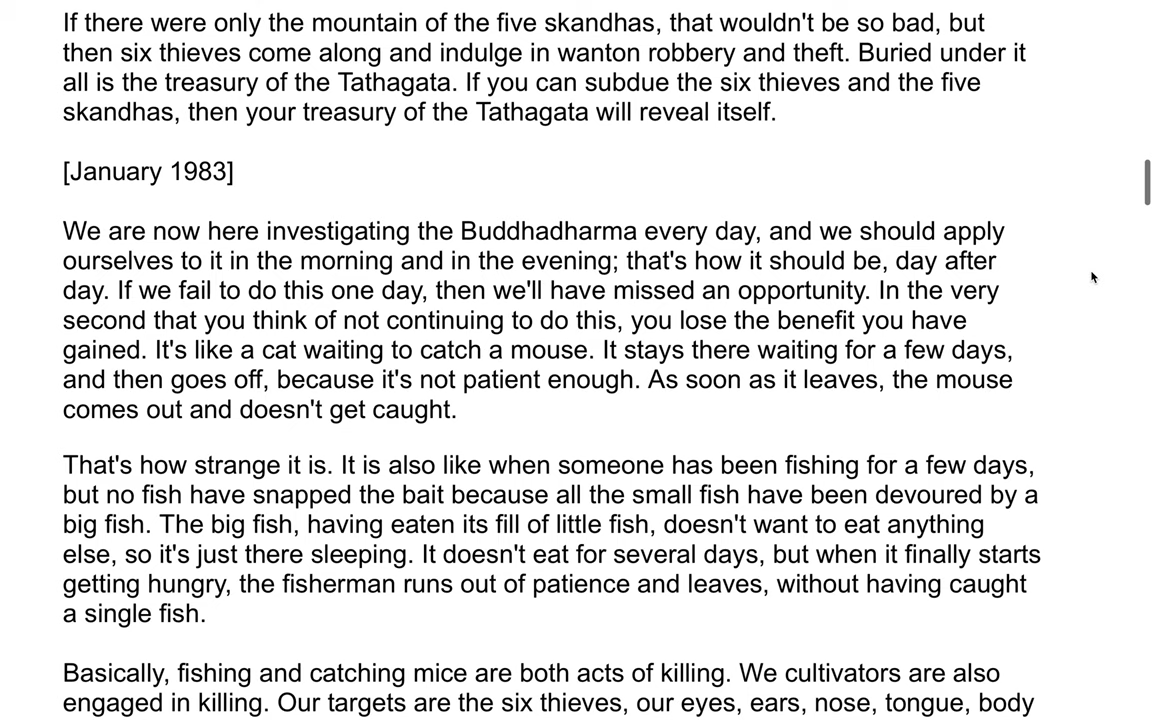 If there were only the mountain of the five skandhas, that wouldn't be so bad, but
then six thieves come along and indulge in wanton robbery and theft. Buried under it
all is the treasury of the Tathagata. If you can subdue the six thieves and the five
skandhas, then your treasury of the Tathagata will reveal itself.
[January 1983]
We are now here investigating the Buddhadharma every day, and we should apply
ourselves to it in the morning and in the evening; that's how it should be, day after
day. If we fail to do this one day, then we'll have missed an opportunity. In the very
second that you think of not continuing to do this, you lose the benefit you have
gained. It's like a cat waiting to catch a mouse. It stays there waiting for a few days,
and then goes off, because it's not patient enough. As soon as it leaves, the mouse
comes out and doesn't get caught.
That's how strange it is. It is also like when someone has been fishing for a few days,
but no fish have snapped the bait because all the small fish have been devoured by a
big fish. The big fish, having eaten its fill of little fish, doesn't want to eat anything
else, so it's just there sleeping. It doesn't eat for several days, but when it finally starts
getting hungry, the fisherman runs out of patience and leaves, without having caught
a single fish.
Basically, fishing and catching mice are both acts of killing. We cultivators are also
engaged in killing. Our targets are the six thieves, our eyes, ears, nose, tongue, body